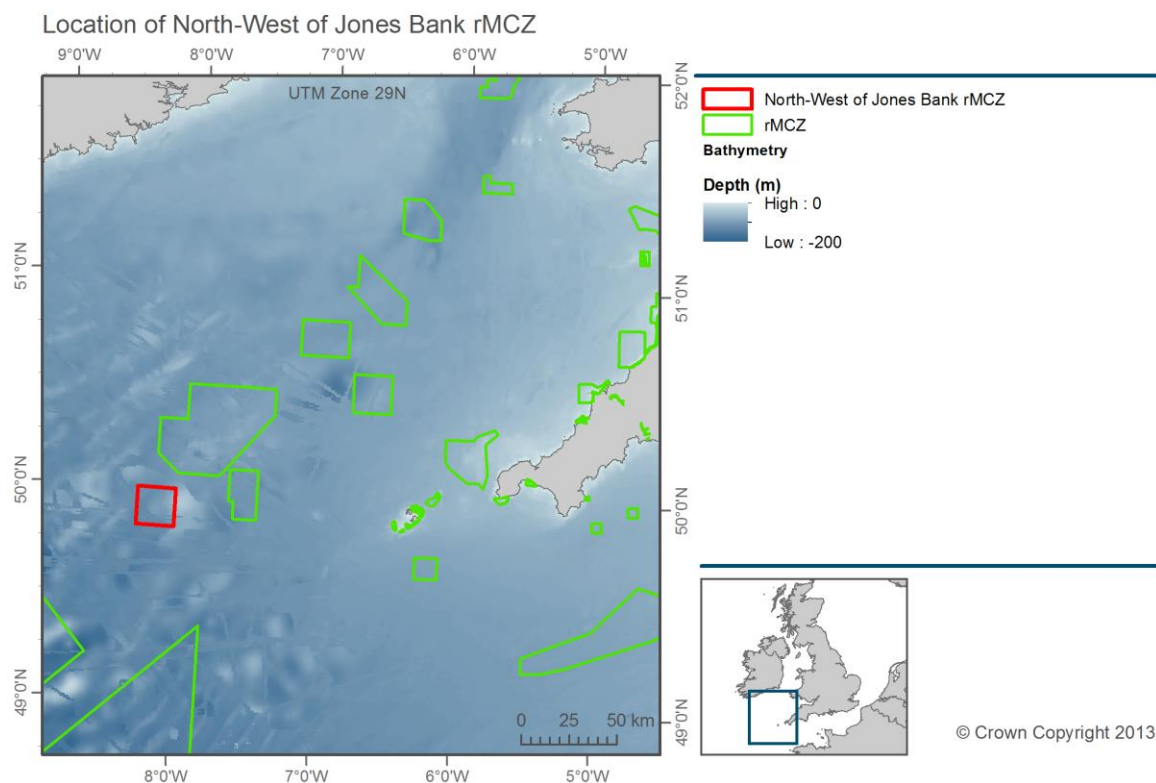 Location of North-West of Jones Bank rMCZ
9°0'W 8°0'W 7°0'W 6°0'W 5°0'W
UTM Zone 29N
52°0'N
51°0'N
51°0'N
50°0'N
50°0'N
49°0'N
49°0'N
0 25 50 km
8°0'W 7°0'W 6°0'W 5°0'W
North-West of Jones Bank rMCZ
rMCZ
Bathymetry
Depth (m)
High : 0
Low : -200
© Crown Copyright 2013